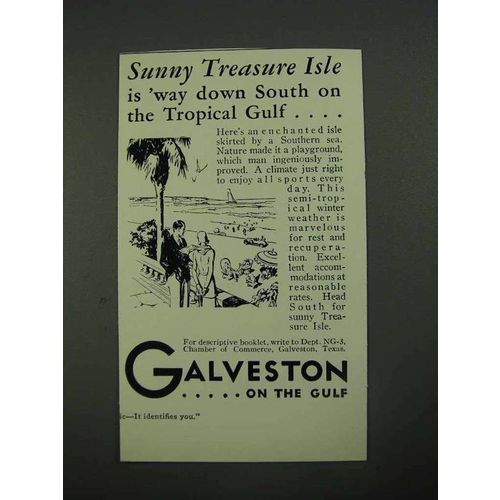 Sunny Treasure Isle
is 'way down South on
the Tropical Gulf . . . .
Here's an enchanted isle
skirted by a Southern sea.
Nature made it a playground,
which man ingeniously im-
proved. A climate just right
to enjoy all sports every
day. This
semi-trop-
ical winter
weather is
marvelous
for rest and
recupera-
tion. Excel-
lent accom-
modations at
reasonable
rates. Head
South for
sunny Trea-
sure Isle.
For descriptive booklet, write to Dept. NG-3,
Chamber of Commerce, Galveston, Texas.
GALVESTON
. . . . . ON THE GULF
ic—It identifies you."